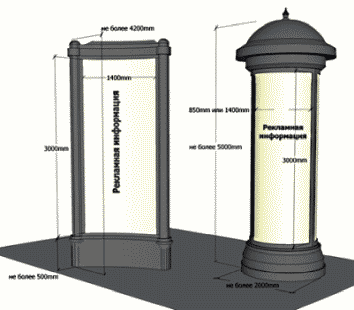 не более 4200mm
1400mm
3000mm
Рекламная информация
не более 500mm
850mm или 1400mm
не более 5000mm
Рекламная
информация
3000mm
не более 2000mm